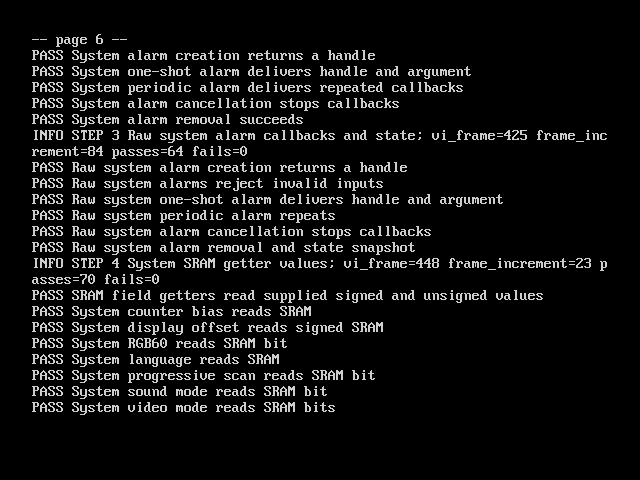 -- page 6 --
PASS System alarm creation returns a handle
PASS System one-shot alarm delivers handle and argument
PASS System periodic alarm delivers repeated callbacks
PASS System alarm cancellation stops callbacks
PASS System alarm removal succeeds
INFO STEP 3 Raw system alarm callbacks and state; vi_frame=425 frame_inc
rement=84 passes=64 fails=0
PASS Raw system alarm creation returns a handle
PASS Raw system alarms reject invalid inputs
PASS Raw system one-shot alarm delivers handle and argument
PASS Raw system periodic alarm repeats
PASS Raw system alarm cancellation stops callbacks
PASS Raw system alarm removal and state snapshot
INFO STEP 4 System SRAM getter values; vi_frame=448 frame_increment=23 p
asses=70 fails=0
PASS SRAM field getters read supplied signed and unsigned values
PASS System counter bias reads SRAM
PASS System display offset reads signed SRAM
PASS System RGB60 reads SRAM bit
PASS System language reads SRAM
PASS System progressive scan reads SRAM bit
PASS System sound mode reads SRAM bit
PASS System video mode reads SRAM bits